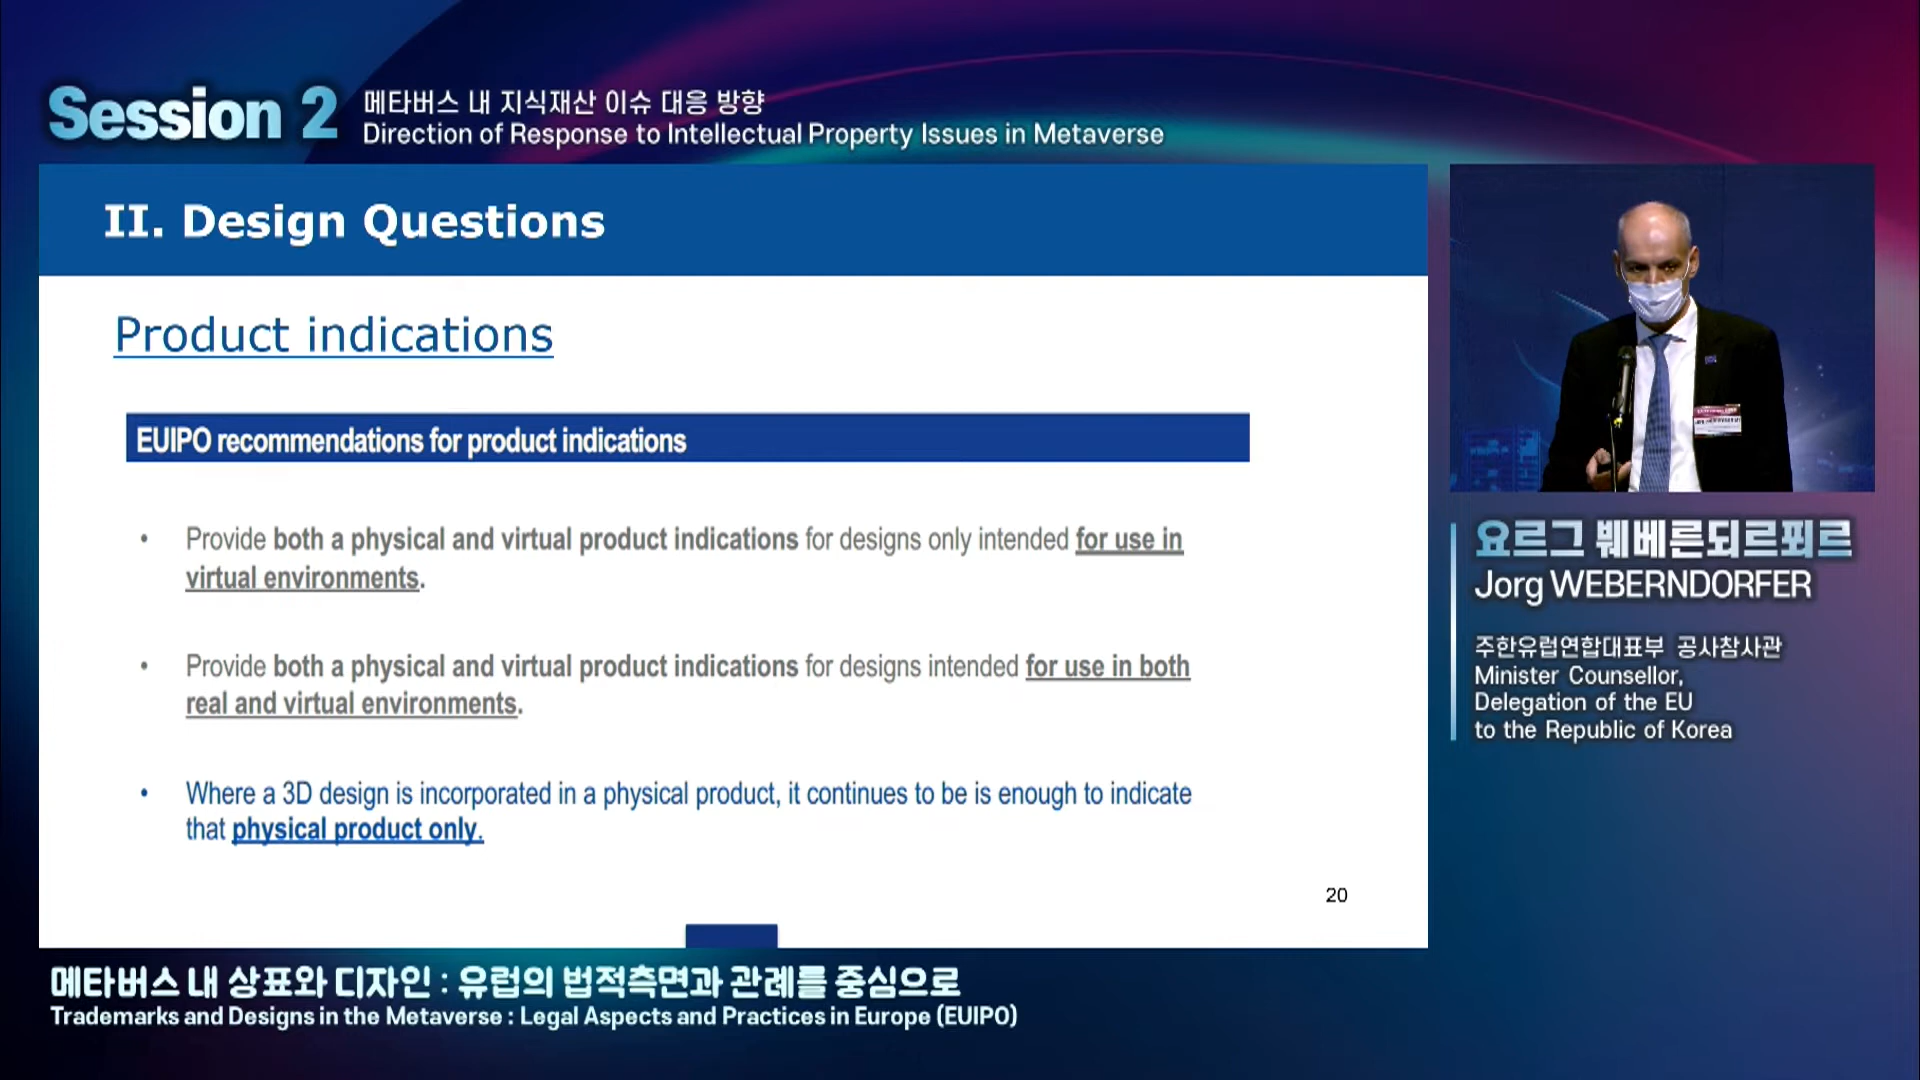 Session 2
메타버스 내 지식재산 이슈 대응 방향
Direction of Response to Intellectual Property Issues in Metaverse
II. Design Questions
Product indications
EUIPO recommendations for product indications
• Provide both a physical and virtual product indications for designs only intended for use in
virtual environments.
• Provide both a physical and virtual product indications for designs intended for use in both
real and virtual environments.
• Where a 3D design is incorporated in a physical product, it continues to be is enough to indicate
that physical product only.
20
요르그 붸베른되르푀르
Jorg WEBERNDORFER
주한유럽연합대표부 공사참사관
Minister Counsellor,
Delegation of the EU
to the Republic of Korea
메타버스 내 상표와 디자인 : 유럽의 법적측면과 관례를 중심으로
Trademarks and Designs in the Metaverse : Legal Aspects and Practices in Europe (EUIPO)